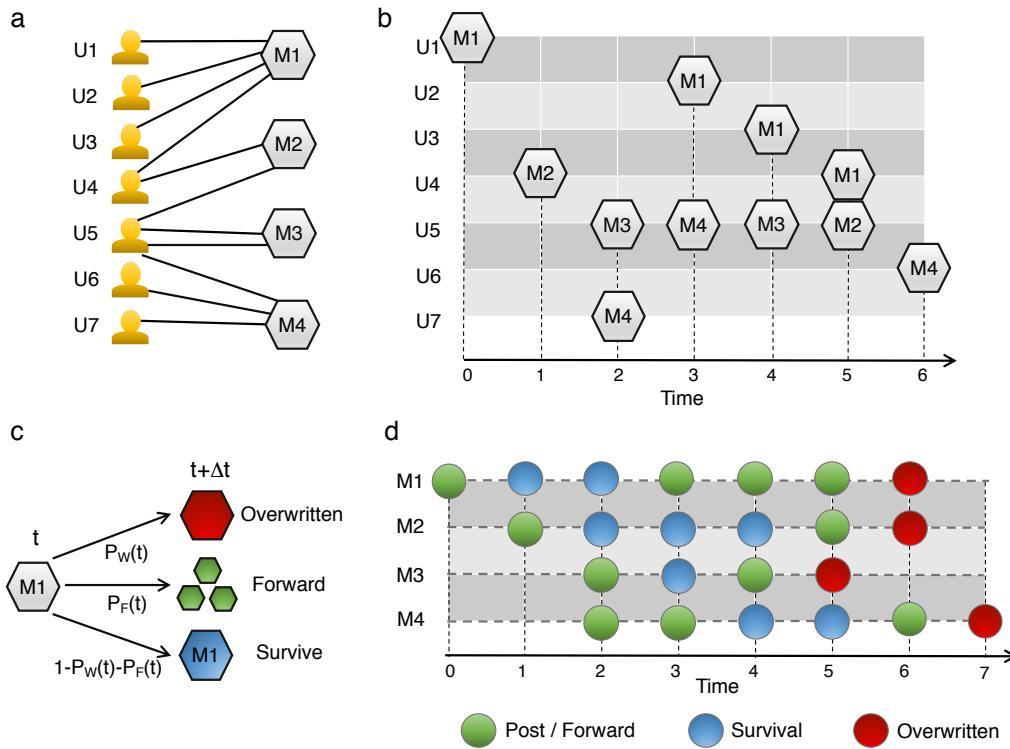 a
U1
M1
U2
U3
M2
U4
U5
M3
U6
U7
M4
b
U1
M1
U2
M1
U3
M1
U4
M2
M1
U5
M3
M4
M3
M2
U6
M4
U7
M4
0 1 2 3 4 5 6
Time
c
t
t+Δt
M1
Overwritten
P_W(t)
Forward
P_F(t)
M1
Survive
1-P_W(t)-P_F(t)
d
M1
M2
M3
M4
0 1 2 3 4 5 6 7
Time
Post / Forward Survival Overwritten